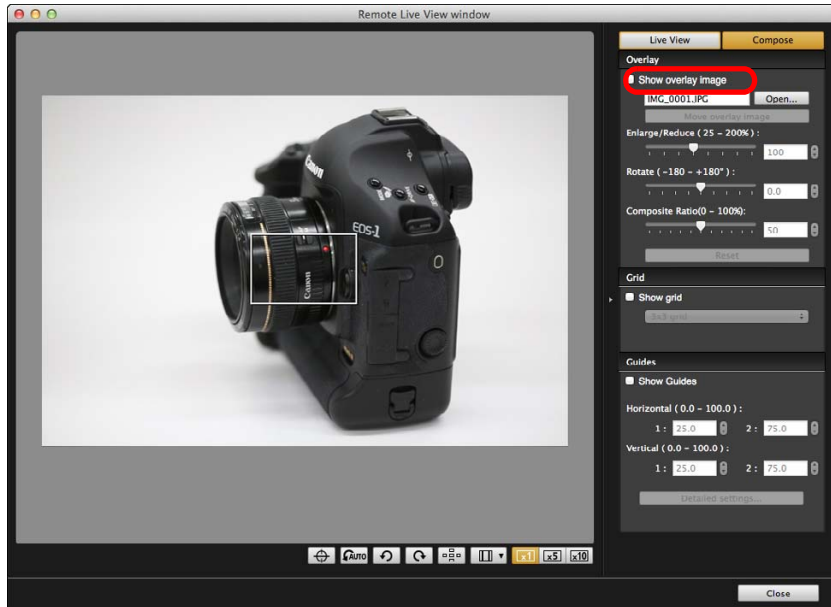 Remote Live View window
Live View
Compose
Overlay
Show overlay image
IMG_0001.JPG
Open...
Move overlay image
Enlarge/Reduce ( 25 – 200% ) :
100
Rotate ( -180 – +180° ) :
0.0
Composite Ratio(0 – 100%):
50
Reset
Grid
Show grid
3x3 grid
Guides
Show Guides
Horizontal ( 0.0 – 100.0 ) :
1 : 25.0 2 : 75.0
Vertical ( 0.0 – 100.0 ) :
1 : 25.0 2 : 75.0
Detailed settings...
Canon
EOS-1
Canon
AUTO
x1 x5 x10
Close